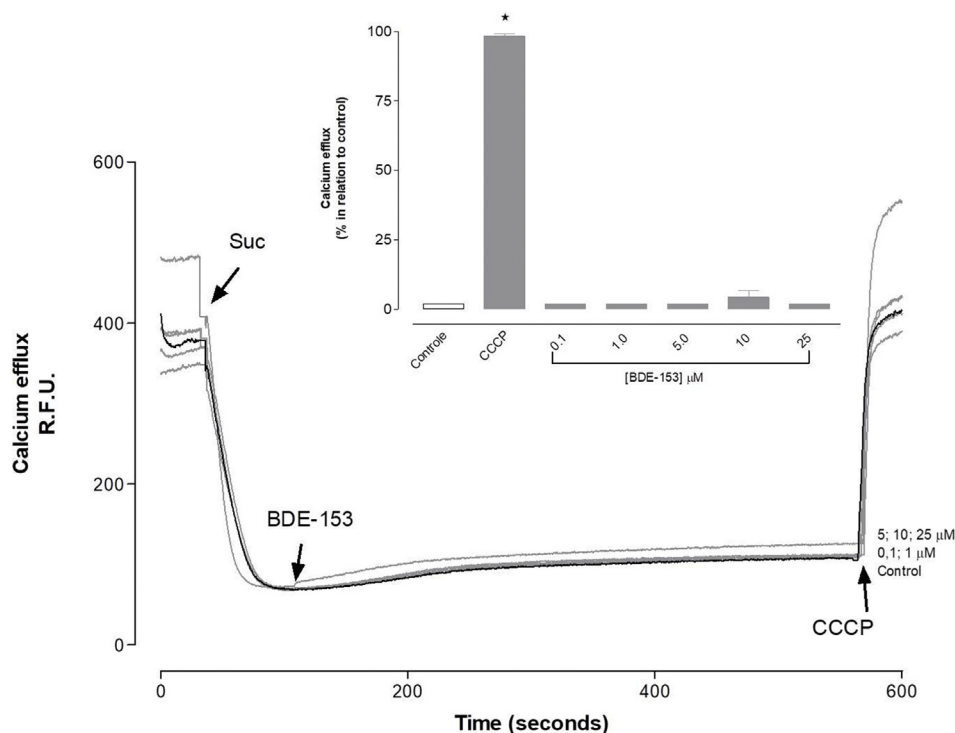 ★
100
75
50
25
0
Calcium efflux
(% in relation to control)
Controle
CCCP
0.1
1.0
5.0
10
25
[BDE-153] µM
600
400
200
0
Calcium efflux
R.F.U.
Suc
BDE-153
5; 10; 25 µM
0,1; 1 µM
Control
CCCP
0
200
400
600
Time (seconds)